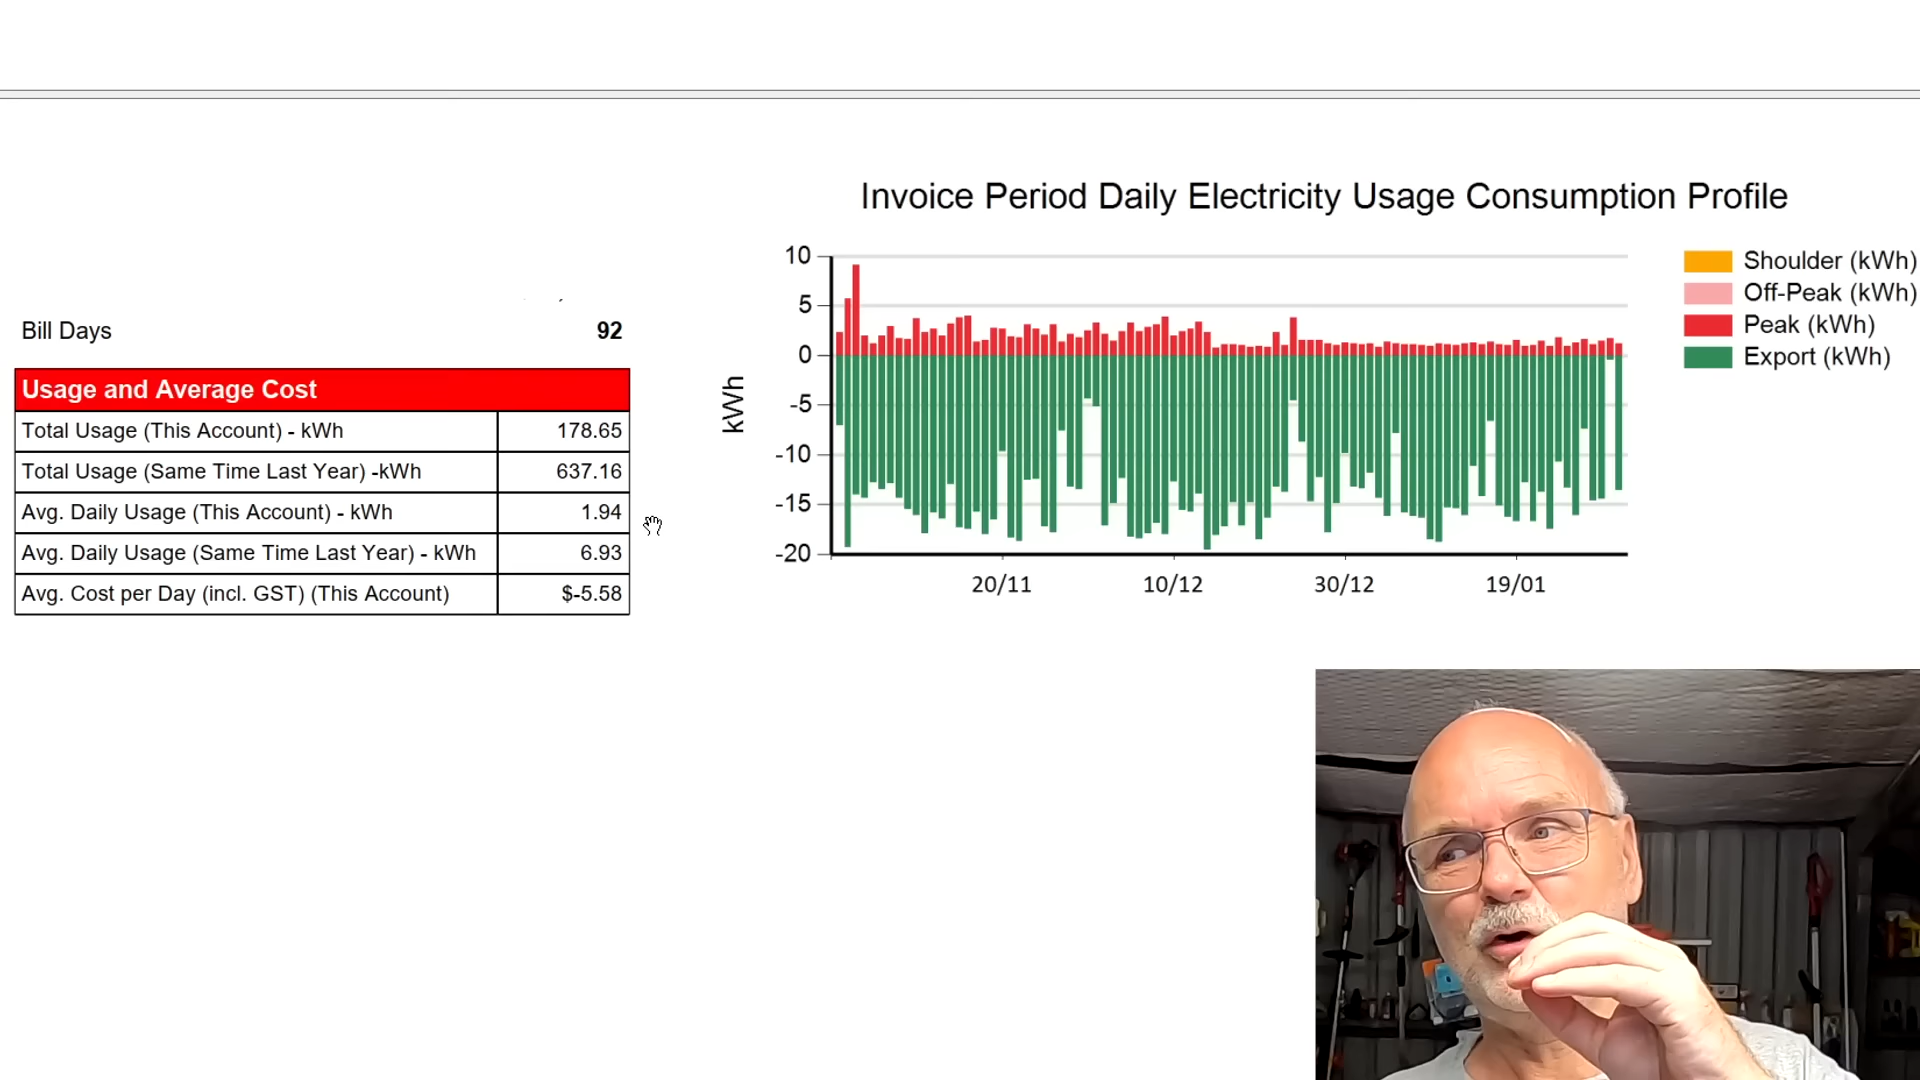 Invoice Period Daily Electricity Usage Consumption Profile
Bill Days 92
Usage and Average Cost
Total Usage (This Account) - kWh 178.65
Total Usage (Same Time Last Year) -kWh 637.16
Avg. Daily Usage (This Account) - kWh 1.94
Avg. Daily Usage (Same Time Last Year) - kWh 6.93
Avg. Cost per Day (incl. GST) (This Account) $-5.58
kWh
10
5
0
-5
-10
-15
-20
20/11 10/12 30/12 19/01
Shoulder (kWh)
Off-Peak (kWh)
Peak (kWh)
Export (kWh)